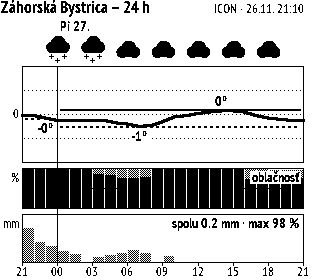 Záhorská Bystrica – 24 h
ICON · 26.11. 21:10
Pi 27.
0
0°
-0°
-1°
%
oblačnosť
mm
spolu 0.2 mm · max 98 %
21 00 03 06 09 12 15 18 21